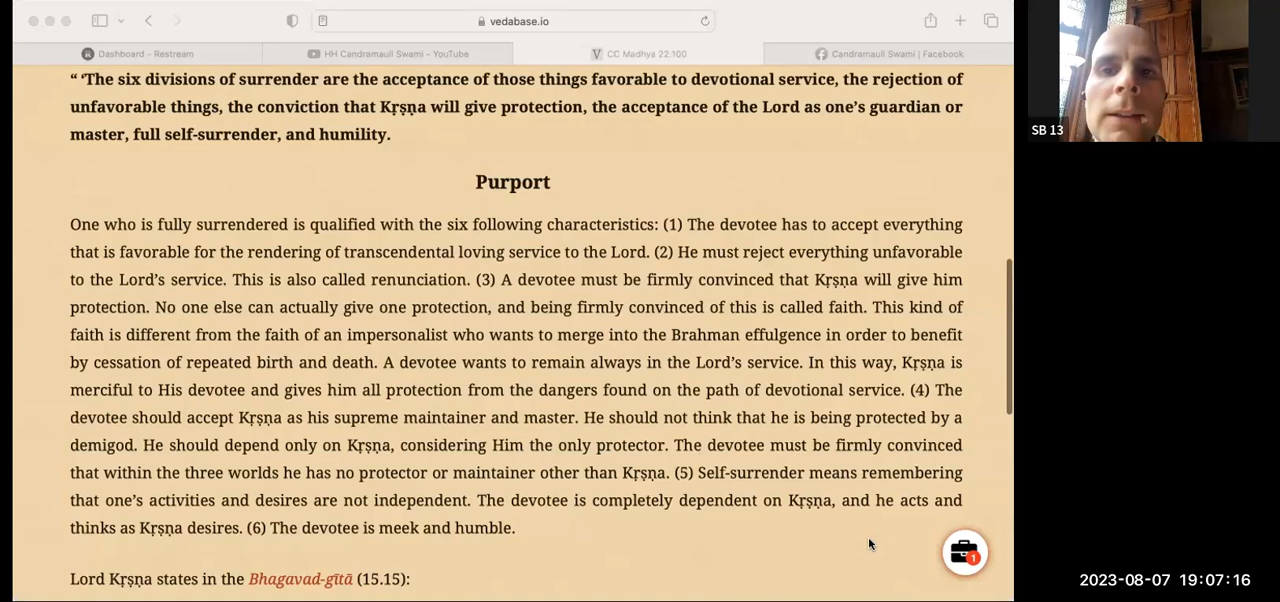 vedabase.io
Dashboard - Restream
HH Candramauli Swami - YouTube
V CC Madhya 22.100
Candramauli Swami | Facebook
“ ‘The six divisions of surrender are the acceptance of those things favorable to devotional service, the rejection of
unfavorable things, the conviction that Kṛṣṇa will give protection, the acceptance of the Lord as one’s guardian or
master, full self-surrender, and humility.
Purport
One who is fully surrendered is qualified with the six following characteristics: (1) The devotee has to accept everything
that is favorable for the rendering of transcendental loving service to the Lord. (2) He must reject everything unfavorable
to the Lord’s service. This is also called renunciation. (3) A devotee must be firmly convinced that Kṛṣṇa will give him
protection. No one else can actually give one protection, and being firmly convinced of this is called faith. This kind of
faith is different from the faith of an impersonalist who wants to merge into the Brahman effulgence in order to benefit
by cessation of repeated birth and death. A devotee wants to remain always in the Lord’s service. In this way, Kṛṣṇa is
merciful to His devotee and gives him all protection from the dangers found on the path of devotional service. (4) The
devotee should accept Kṛṣṇa as his supreme maintainer and master. He should not think that he is being protected by a
demigod. He should depend only on Kṛṣṇa, considering Him the only protector. The devotee must be firmly convinced
that within the three worlds he has no protector or maintainer other than Kṛṣṇa. (5) Self-surrender means remembering
that one’s activities and desires are not independent. The devotee is completely dependent on Kṛṣṇa, and he acts and
thinks as Kṛṣṇa desires. (6) The devotee is meek and humble.
1
Lord Kṛṣṇa states in the Bhagavad-gītā (15.15):
SB 13
2023-08-07 19:07:16